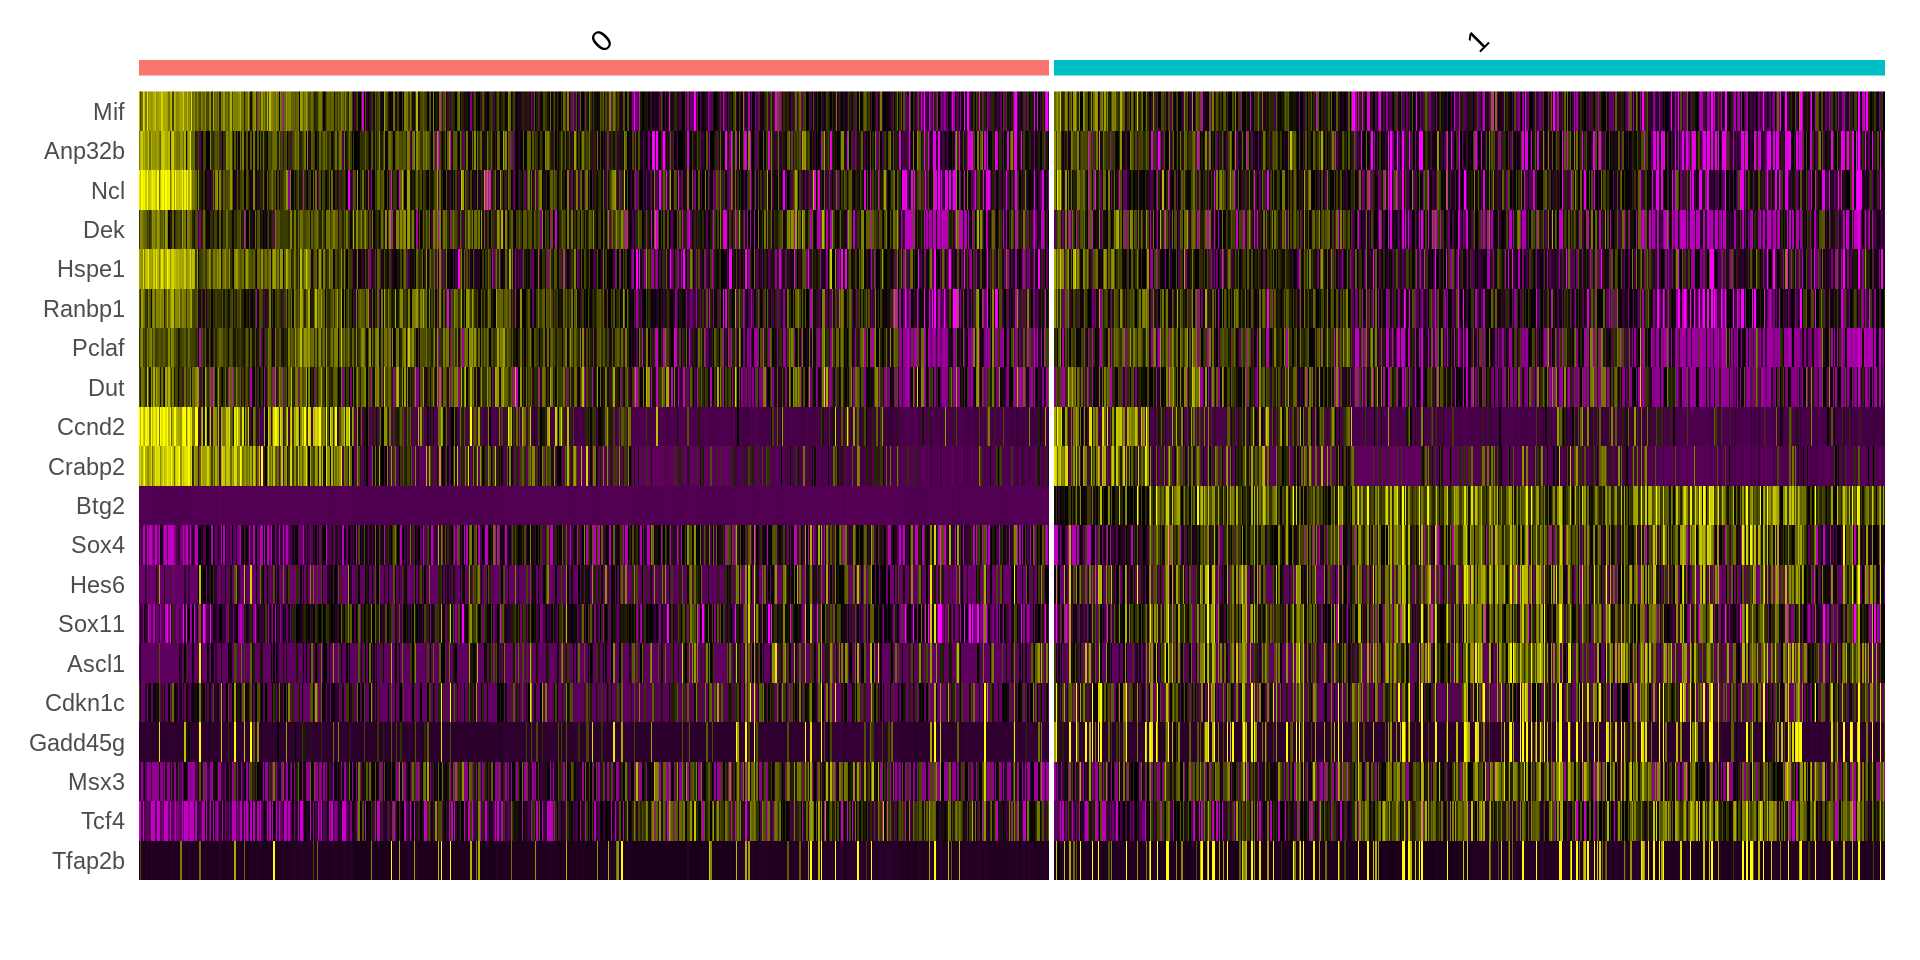 0
1
Mif
Anp32b
Ncl
Dek
Hspe1
Ranbp1
Pclaf
Dut
Ccnd2
Crabp2
Btg2
Sox4
Hes6
Sox11
Ascl1
Cdkn1c
Gadd45g
Msx3
Tcf4
Tfap2b